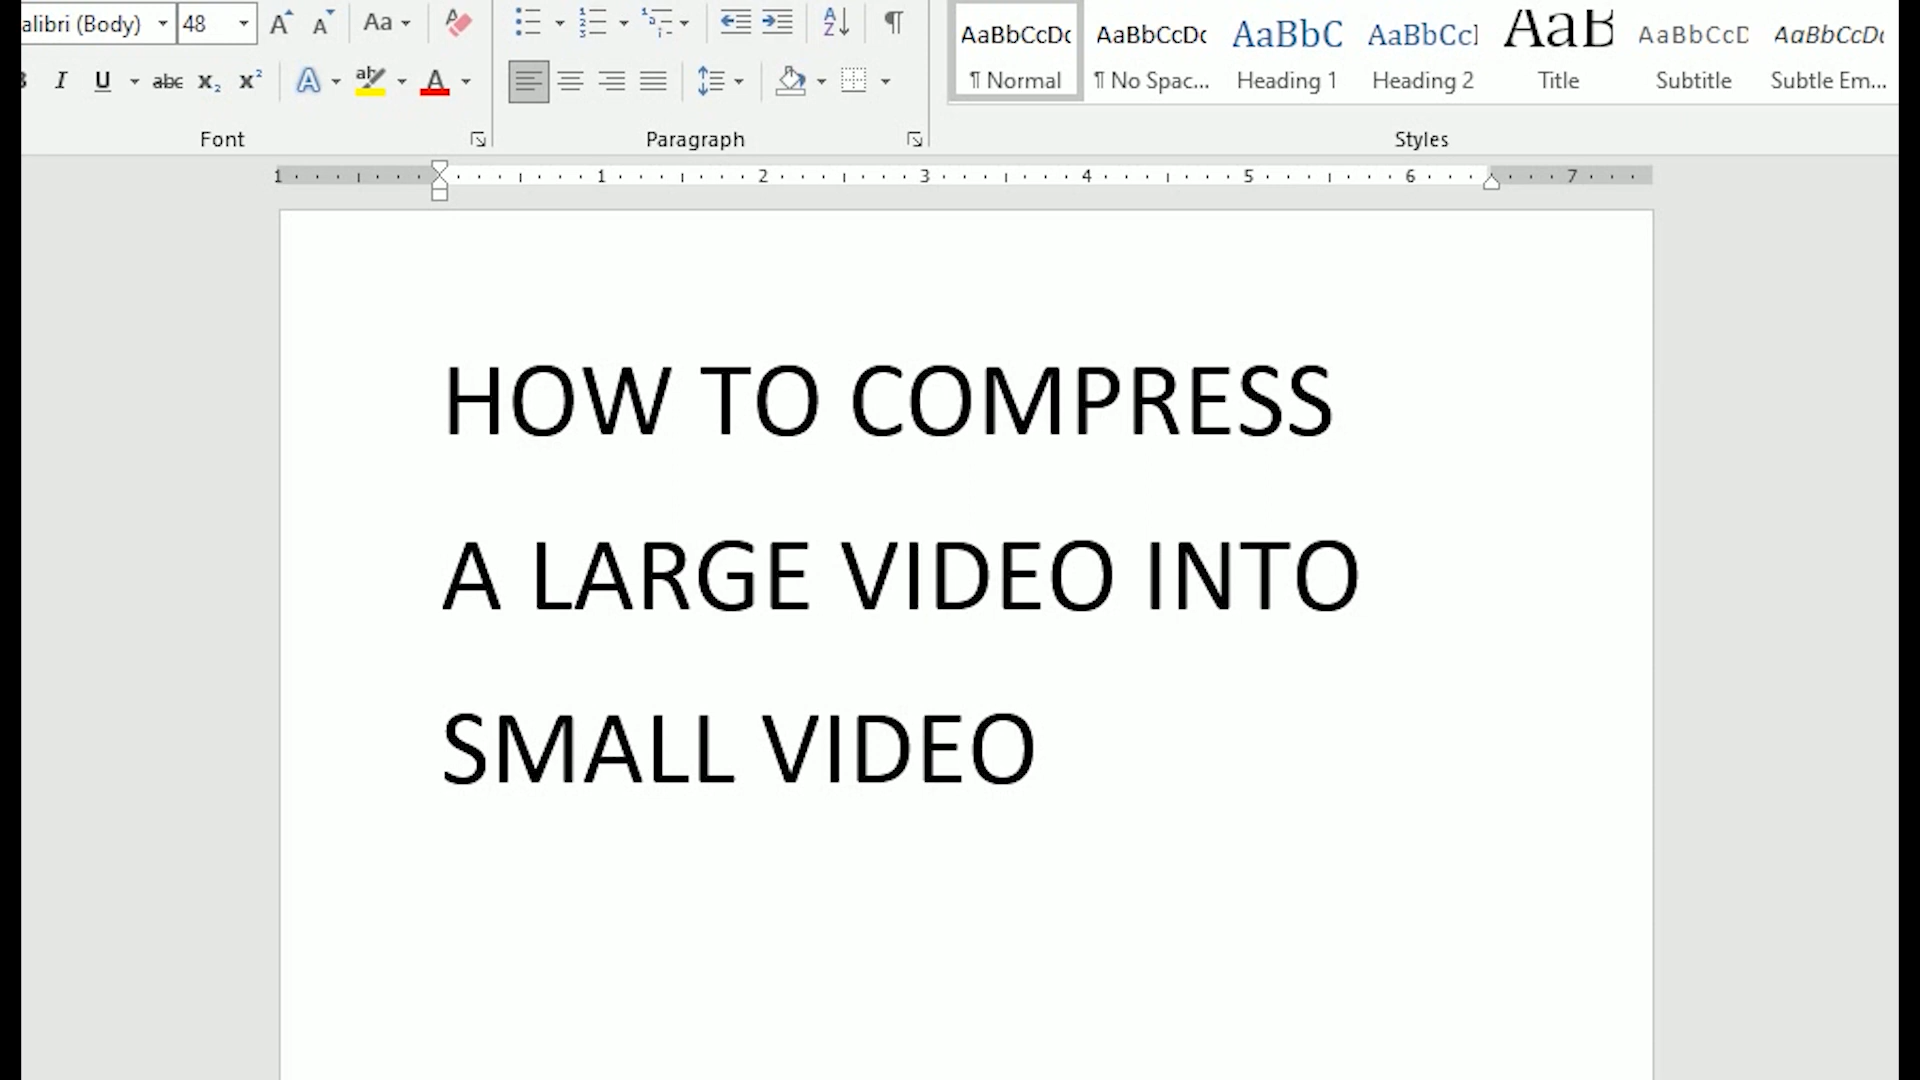 alibri (Body) 48 Aa
I U abc x₂ x² A aby A
Font Paragraph Styles
AaBbCcDc AaBbCcDc AaBbC AaBbCcl AaB AaBbCcD AaBbCcDc
¶ Normal ¶ No Spac... Heading 1 Heading 2 Title Subtitle Subtle Em...
1 1 2 3 4 5 6 7
HOW TO COMPRESS
A LARGE VIDEO INTO
SMALL VIDEO